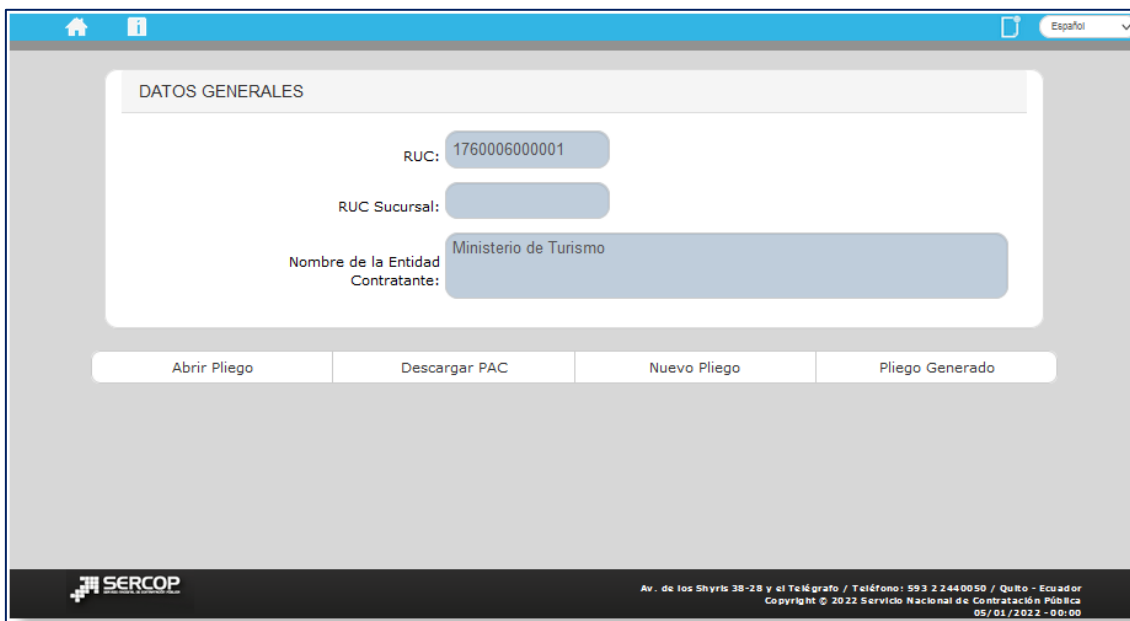 Español
DATOS GENERALES
RUC: 1760006000001
RUC Sucursal:
Nombre de la Entidad
Contratante:
Ministerio de Turismo
Abrir Pliego Descargar PAC Nuevo Pliego Pliego Generado
SERCOP
Av. de los Shyris 38-28 y el Telégrafo / Teléfono: 593 2 2440050 / Quito - Ecuador
Copyright © 2022 Servicio Nacional de Contratación Pública
05/01/2022 - 00:00